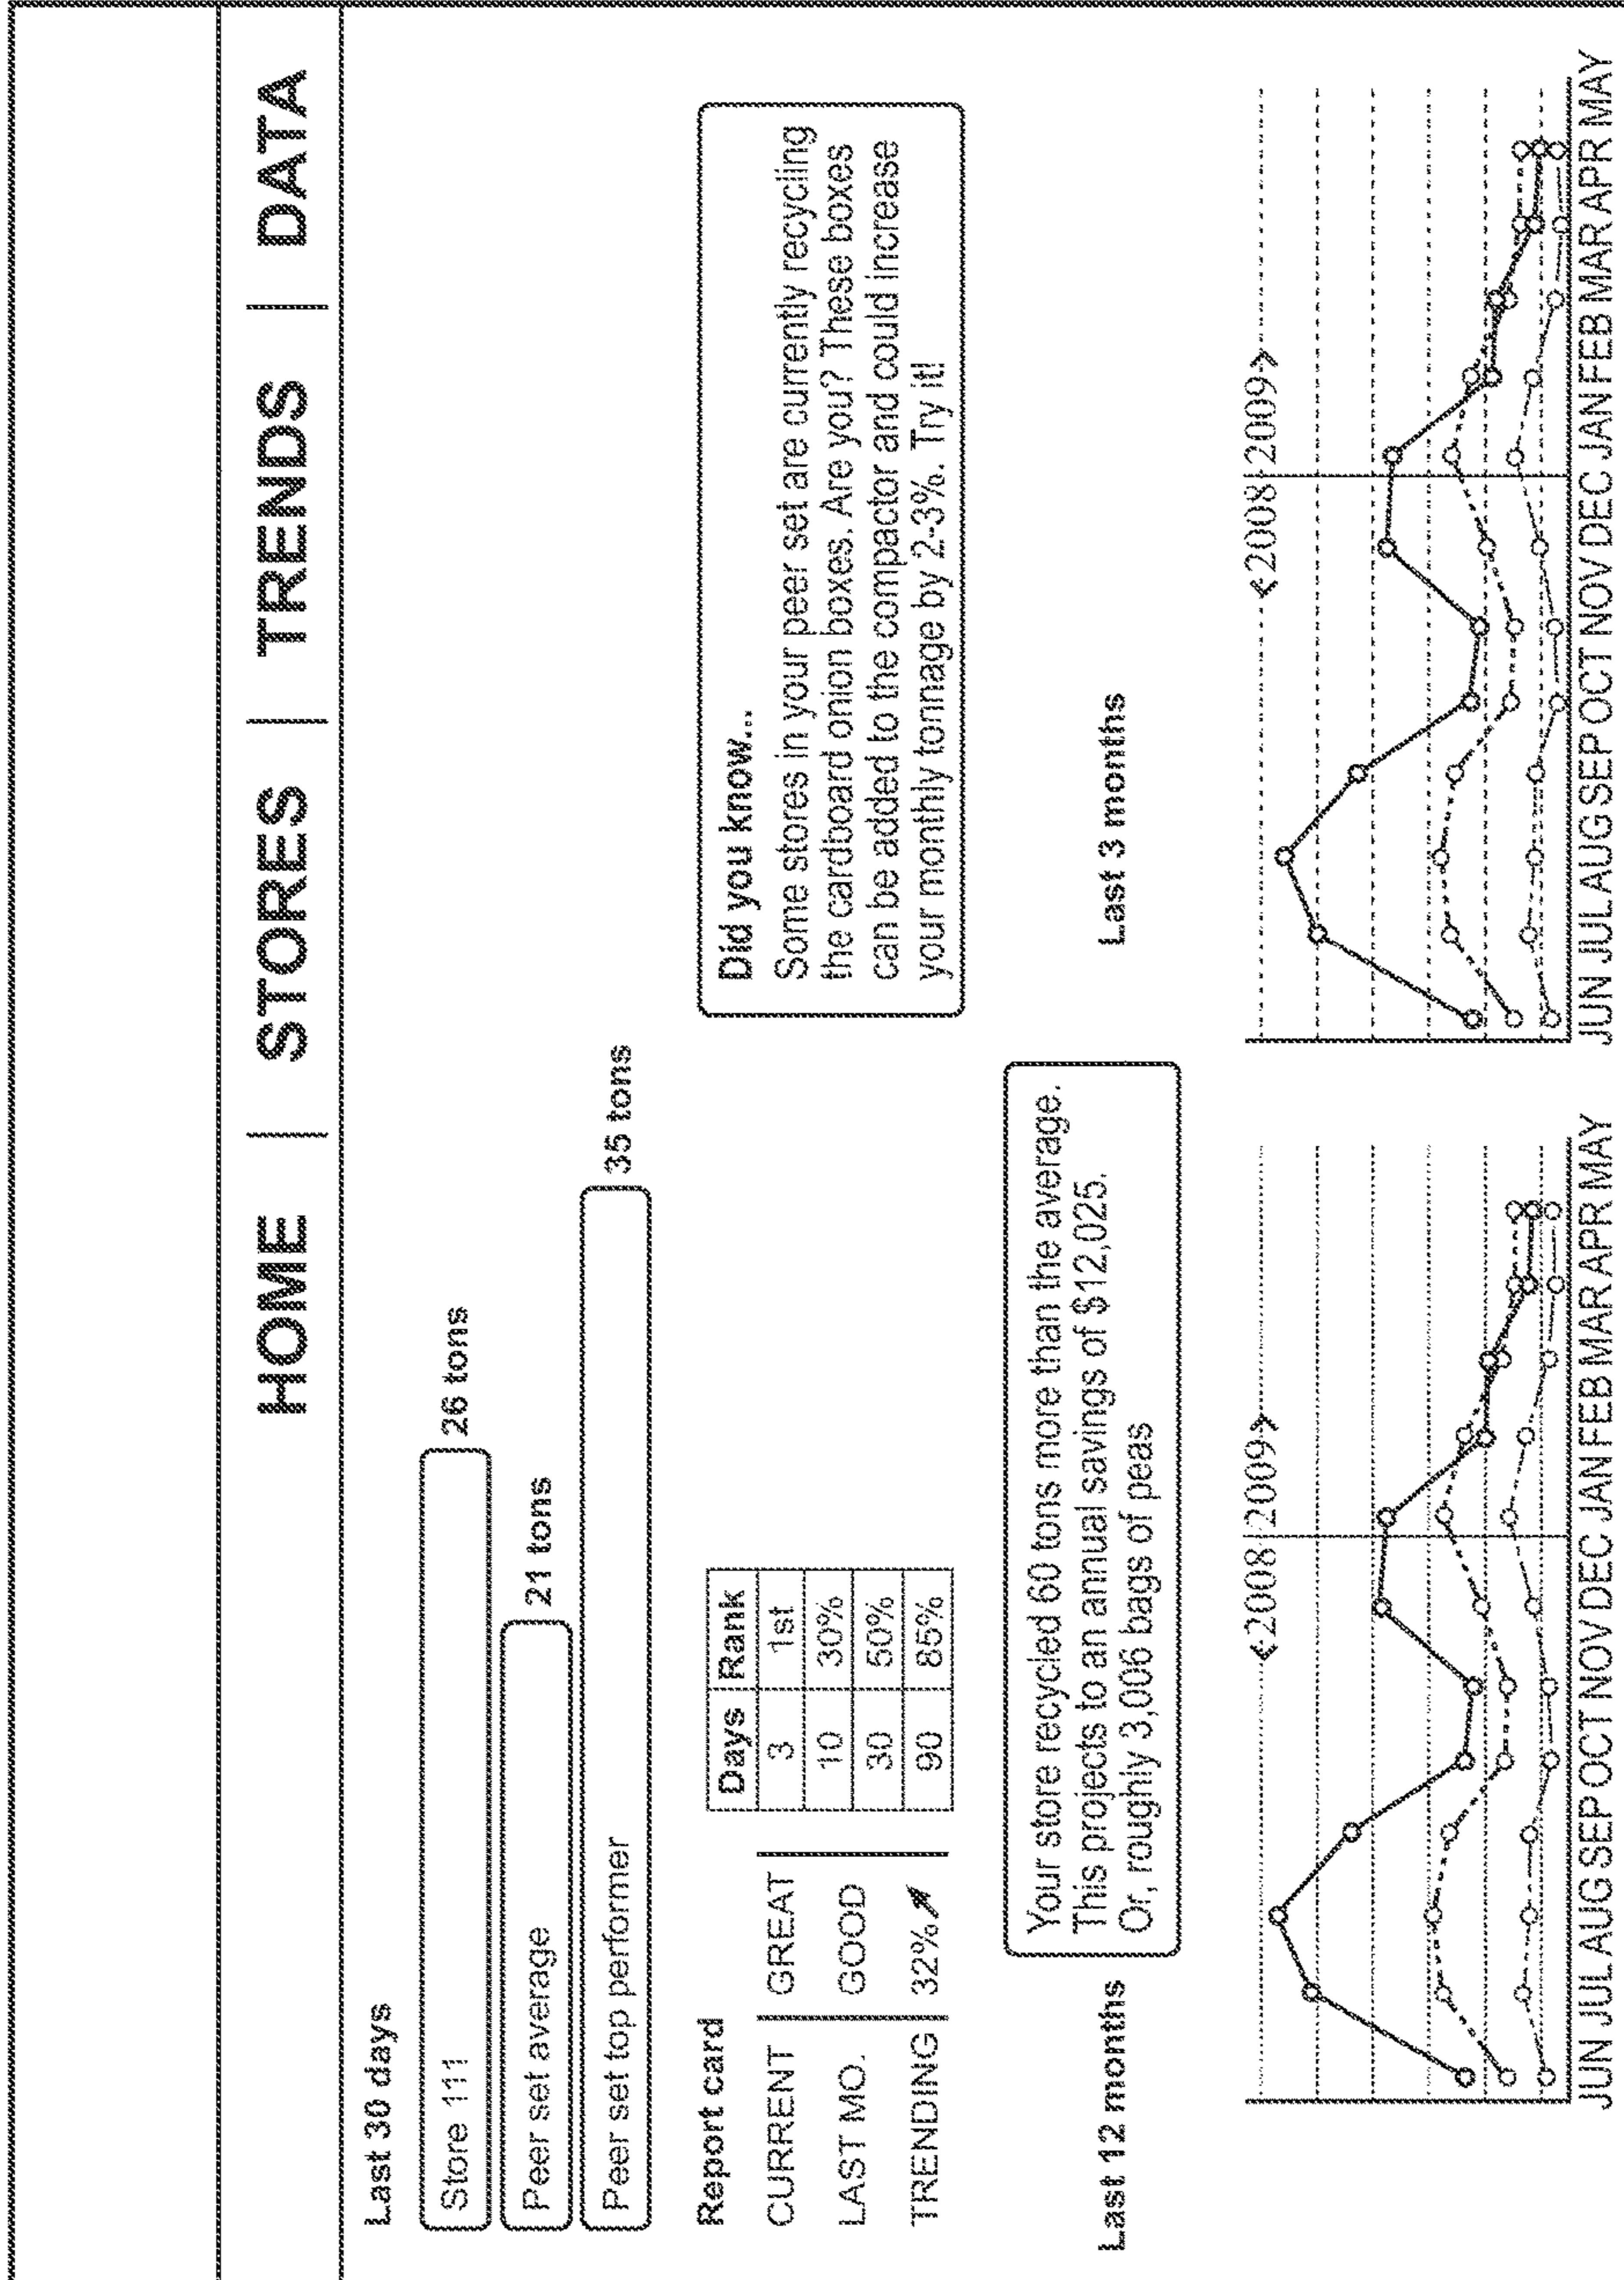 HOME | STORES | TRENDS | DATA
Last 30 days
Store 111 26 tons
Peer set average 21 tons
Peer set top performer 35 tons
Report card
CURRENT GREAT
LAST MO. GOOD
TRENDING 32%
Days Rank
3 1st
10 30%
30 50%
90 85%
Did you know...
Some stores in your peer set are currently recycling
the cardboard onion boxes. Are you? These boxes
can be added to the compactor and could increase
your monthly tonnage by 2-3%. Try it!
Your store recycled 60 tons more than the average.
This projects to an annual savings of $12,025.
Or, roughly 3,006 bags of peas
Last 12 months
2008 2009
JUN JUL AUG SEP OCT NOV DEC JAN FEB MAR APR MAY
Last 3 months
2008 2009
JUN JUL AUG SEP OCT NOV DEC JAN FEB MAR APR MAY